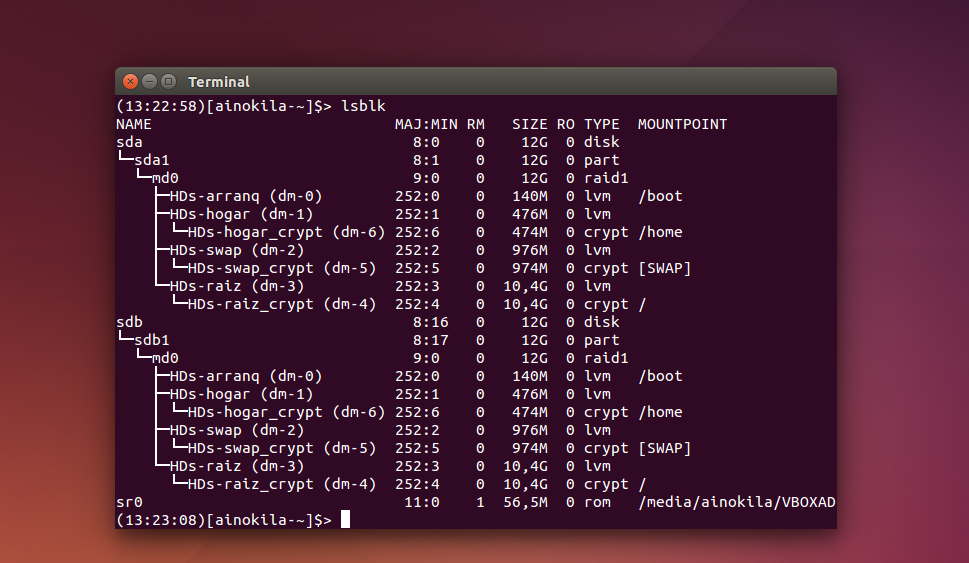 Terminal
(13:22:58)[ainokila-~]$> lsblk
NAME                           MAJ:MIN RM   SIZE RO TYPE  MOUNTPOINT
sda                              8:0    0    12G  0 disk
└─sda1                           8:1    0    12G  0 part
  └─md0                          9:0    0    12G  0 raid1
    ├─HDs-arranq (dm-0)        252:0    0   140M  0 lvm   /boot
    ├─HDs-hogar (dm-1)         252:1    0   476M  0 lvm
    │ └─HDs-hogar_crypt (dm-6) 252:6    0   474M  0 crypt /home
    ├─HDs-swap (dm-2)          252:2    0   976M  0 lvm
    │ └─HDs-swap_crypt (dm-5)  252:5    0   974M  0 crypt [SWAP]
    └─HDs-raiz (dm-3)          252:3    0  10,4G  0 lvm
      └─HDs-raiz_crypt (dm-4)  252:4    0  10,4G  0 crypt /
sdb                              8:16   0    12G  0 disk
└─sdb1                           8:17   0    12G  0 part
  └─md0                          9:0    0    12G  0 raid1
    ├─HDs-arranq (dm-0)        252:0    0   140M  0 lvm   /boot
    ├─HDs-hogar (dm-1)         252:1    0   476M  0 lvm
    │ └─HDs-hogar_crypt (dm-6) 252:6    0   474M  0 crypt /home
    ├─HDs-swap (dm-2)          252:2    0   976M  0 lvm
    │ └─HDs-swap_crypt (dm-5)  252:5    0   974M  0 crypt [SWAP]
    └─HDs-raiz (dm-3)          252:3    0  10,4G  0 lvm
      └─HDs-raiz_crypt (dm-4)  252:4    0  10,4G  0 crypt /
sr0                             11:0    1  56,5M  0 rom   /media/ainokila/VBOXAD
(13:23:08)[ainokila-~]$>